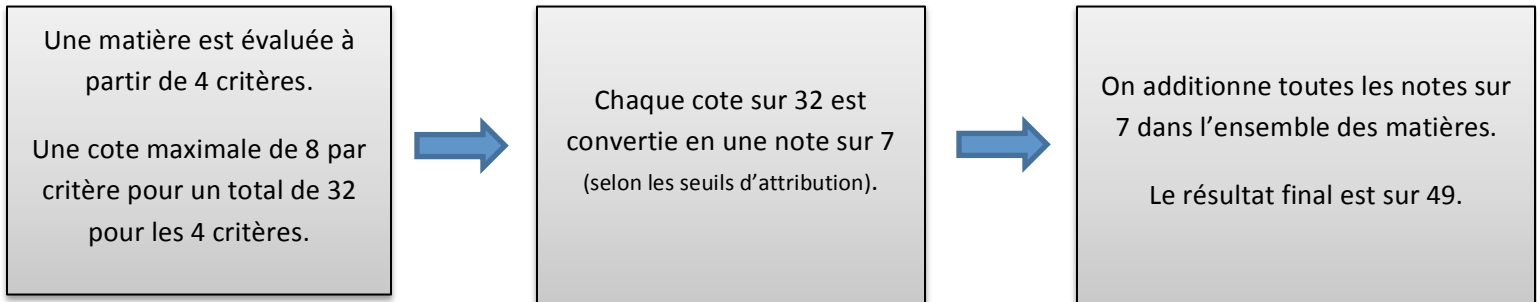 Une matière est évaluée à
partir de 4 critères.
Une cote maximale de 8 par
critère pour un total de 32
pour les 4 critères.
Chaque cote sur 32 est
convertie en une note sur 7
(selon les seuils d’attribution).
On additionne toutes les notes sur
7 dans l’ensemble des matières.
Le résultat final est sur 49.